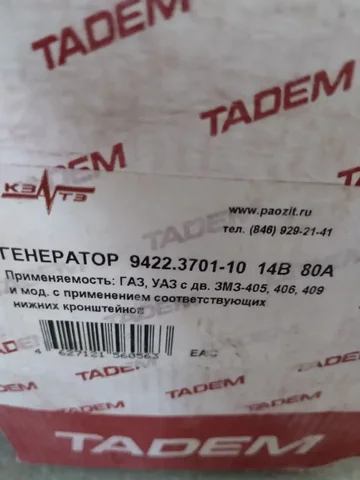 TADEM
TADEM
TADEM
КЗАТЭ
www.paozit.ru
тел. (846) 929-21-41
TADEM
ГЕНЕРАТОР 9422.3701-10 14В 80А
Применяемость: ГАЗ, УАЗ с дв. ЗМЗ-405, 406, 409
и мод. с применением соответствующих
нижних кронштейнов
TADEM
4 627121 560563
EAC
TADEM
TADEM
TADEM